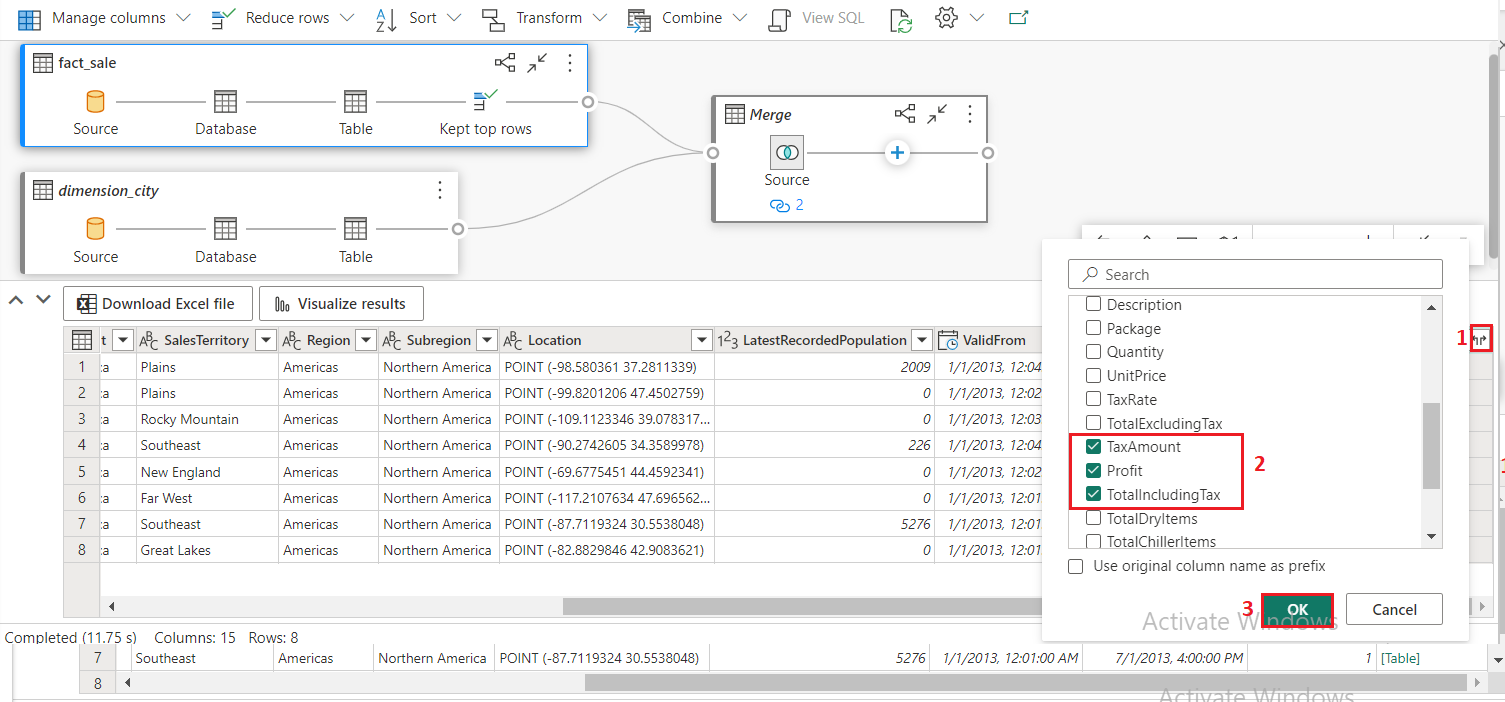 Manage columns Reduce rows Sort Transform Combine View SQL
fact_sale
Source Database Table Kept top rows
Merge
Source
2
dimension_city
Source Database Table
Download Excel file Visualize results
t SalesTerritory Region Subregion Location LatestRecordedPopulation ValidFrom
1 :a Plains Americas Northern America POINT (-98.580361 37.2811339) 2009 1/1/2013, 12:04
2 :a Plains Americas Northern America POINT (-99.8201206 47.4502759) 0 1/1/2013, 12:02
3 :a Rocky Mountain Americas Northern America POINT (-109.1123346 39.078317... 0 1/1/2013, 12:03
4 :a Southeast Americas Northern America POINT (-90.2742605 34.3589978) 226 1/1/2013, 12:04
5 :a New England Americas Northern America POINT (-69.6775451 44.4592341) 0 1/1/2013, 12:02
6 :a Far West Americas Northern America POINT (-117.2107634 47.696562... 0 1/1/2013, 12:01
7 :a Southeast Americas Northern America POINT (-87.7119324 30.5538048) 5276 1/1/2013, 12:01
8 :a Great Lakes Americas Northern America POINT (-82.8829846 42.9083621) 0 1/1/2013, 12:01
Search
Description
Package
Quantity
UnitPrice
TaxRate
TotalExcludingTax
TaxAmount
Profit
TotalIncludingTax
TotalDryItems
TotalChillerItems
1
2
Use original column name as prefix
3 OK Cancel
Activate Windows
Completed (11.75 s) Columns: 15 Rows: 8
7 Southeast Americas Northern America POINT (-87.7119324 30.5538048) 5276 1/1/2013, 12:01:00 AM 7/1/2013, 4:00:00 PM 1 [Table]
8
Activate Windows